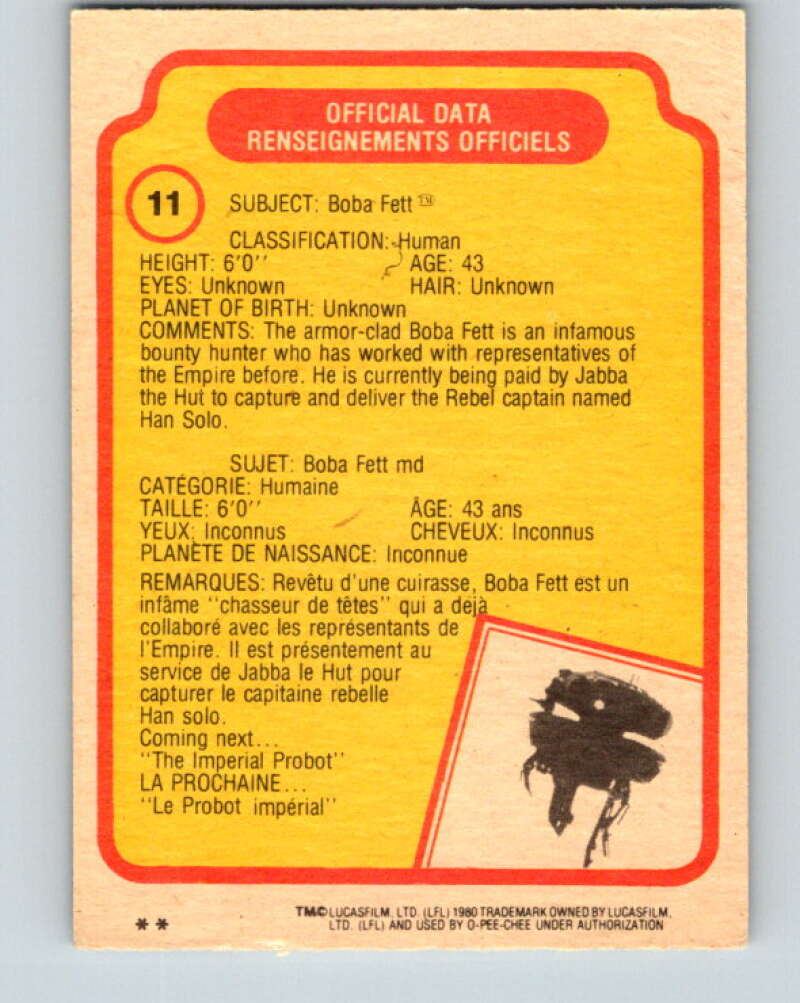 OFFICIAL DATA
RENSEIGNEMENTS OFFICIELS
11 SUBJECT: Boba Fett TM
CLASSIFICATION: Human
HEIGHT: 6'0'' AGE: 43
EYES: Unknown HAIR: Unknown
PLANET OF BIRTH: Unknown
COMMENTS: The armor-clad Boba Fett is an infamous
bounty hunter who has worked with representatives of
the Empire before. He is currently being paid by Jabba
the Hut to capture and deliver the Rebel captain named
Han Solo.
SUJET: Boba Fett md
CATÉGORIE: Humaine
TAILLE: 6'0'' ÂGE: 43 ans
YEUX: Inconnus CHEVEUX: Inconnus
PLANÈTE DE NAISSANCE: Inconnue
REMARQUES: Revêtu d'une cuirasse, Boba Fett est un
infâme ''chasseur de têtes'' qui a déjà
collaboré avec les représentants de
l'Empire. Il est présentement au
service de Jabba le Hut pour
capturer le capitaine rebelle
Han solo.
Coming next...
''The Imperial Probot''
LA PROCHAINE...
''Le Probot impérial''
** TM© LUCASFILM, LTD. (LFL) 1980 TRADEMARK OWNED BY LUCASFILM,
LTD. (LFL) AND USED BY O-PEE-CHEE UNDER AUTHORIZATION